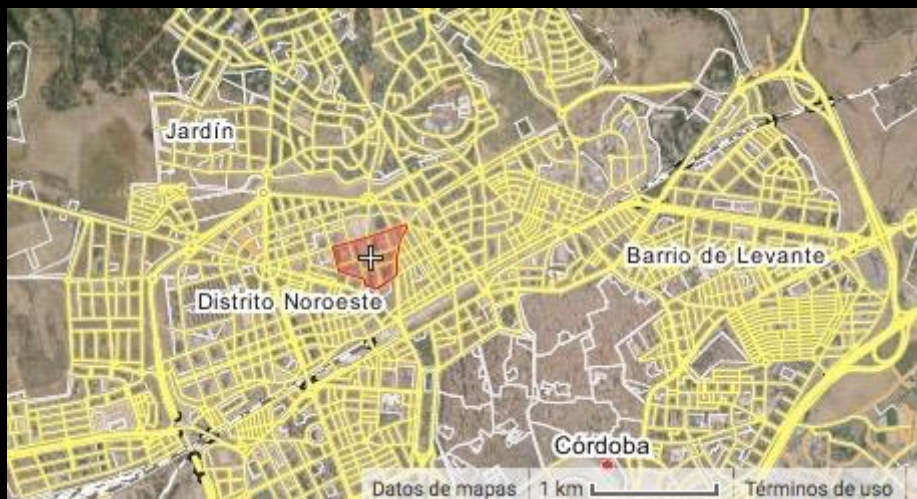 Jardín
Barrio de Levante
Distrito Noroeste
Córdoba
Datos de mapas
1 km
Términos de uso